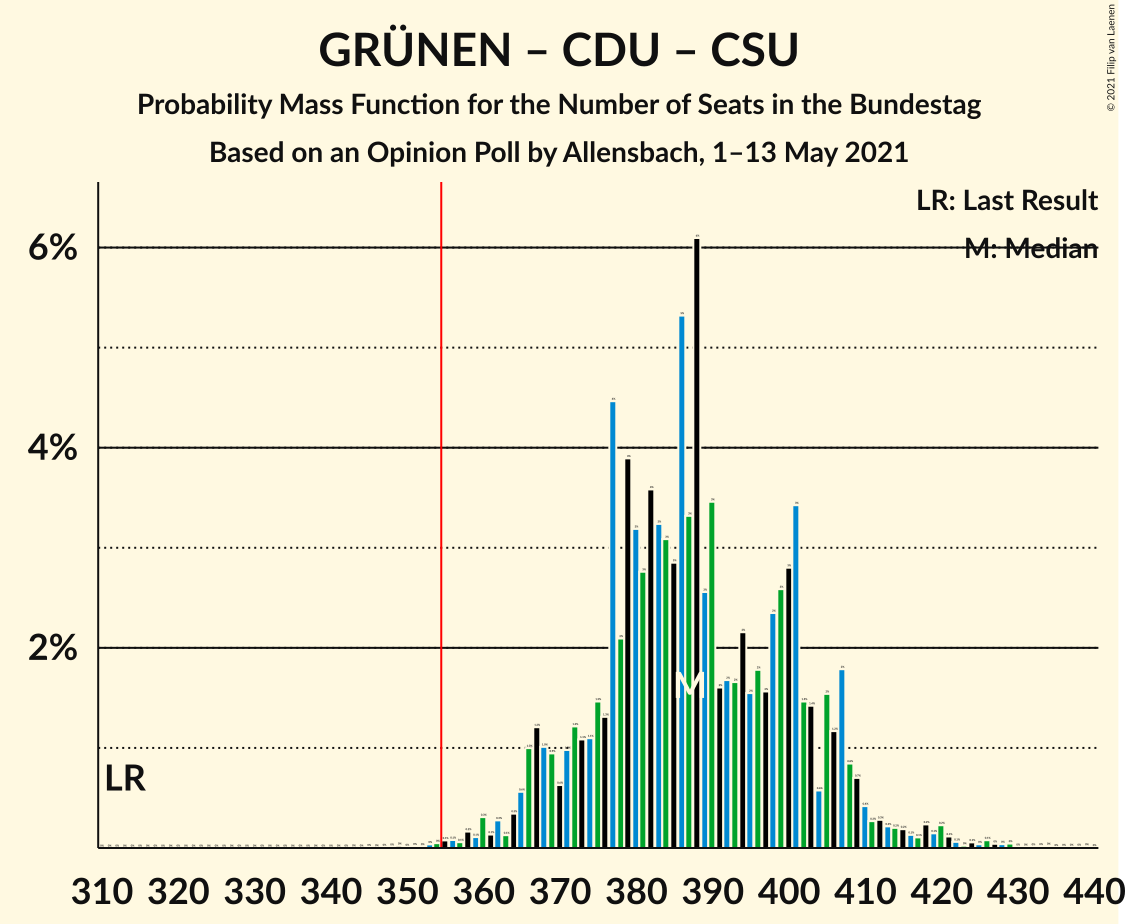 GRÜNEN – CDU – CSU
Probability Mass Function for the Number of Seats in the Bundestag
Based on an Opinion Poll by Allensbach, 1–13 May 2021
© 2021 Filip van Laenen
LR: Last Result
M: Median
6%
4%
2%
M
LR
310 320 330 340 350 360 370 380 390 400 410 420 430 440